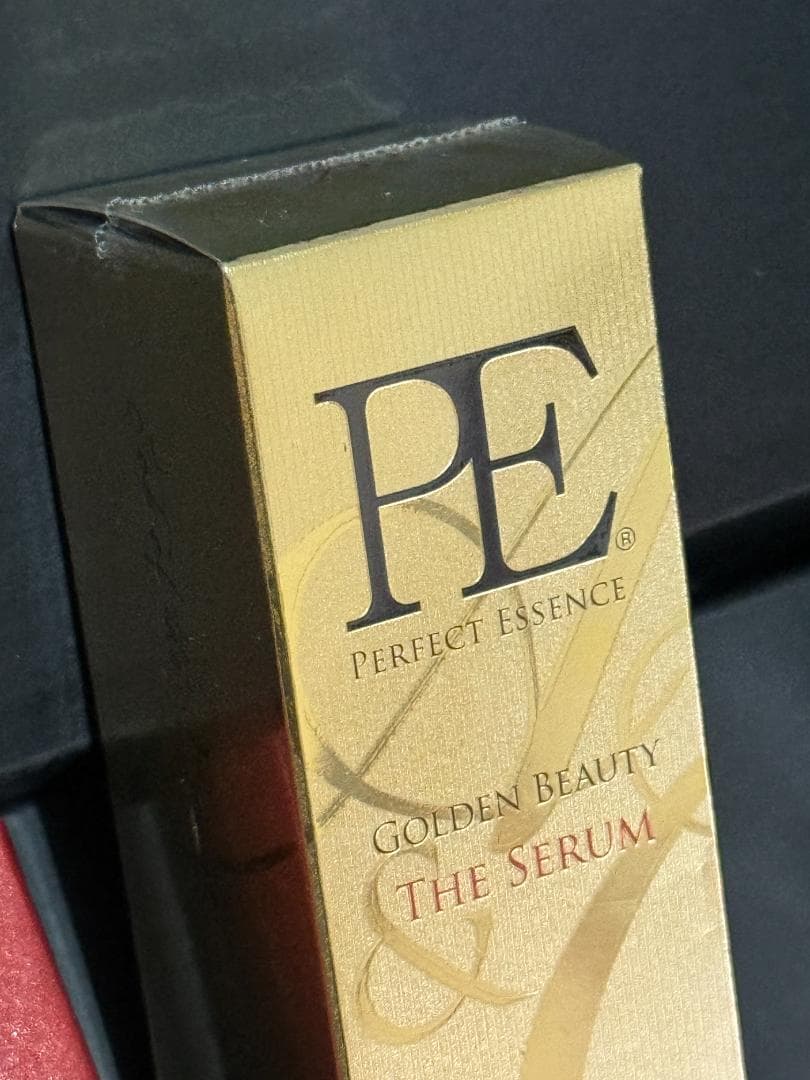 PE®
PERFECT ESSENCE
GOLDEN BEAUTY
THE SERUM
&